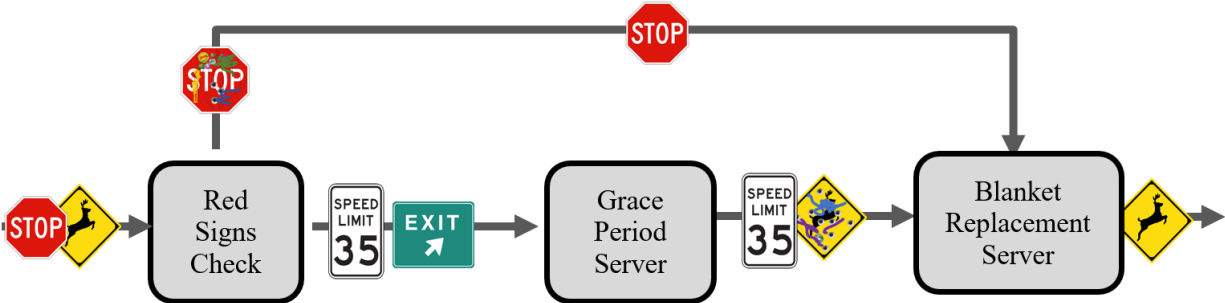 STOP
STOP
STOP
Red
Signs
Check
SPEED
LIMIT
35
EXIT
Grace
Period
Server
SPEED
LIMIT
35
Blanket
Replacement
Server